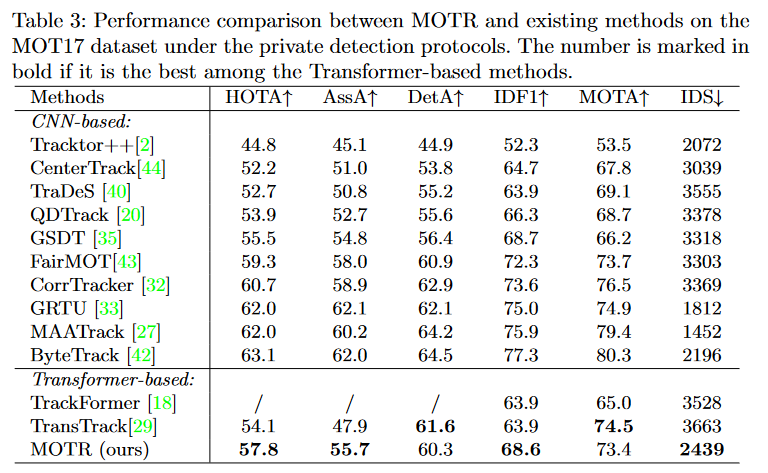 Table 3: Performance comparison between MOTR and existing methods on the
MOT17 dataset under the private detection protocols. The number is marked in
bold if it is the best among the Transformer-based methods.
Methods HOTA↑ AssA↑ DetA↑ IDF1↑ MOTA↑ IDS↓
CNN-based:
Tracktor++[2] 44.8 45.1 44.9 52.3 53.5 2072
CenterTrack[44] 52.2 51.0 53.8 64.7 67.8 3039
TraDeS [40] 52.7 50.8 55.2 63.9 69.1 3555
QDTrack [20] 53.9 52.7 55.6 66.3 68.7 3378
GSDT [35] 55.5 54.8 56.4 68.7 66.2 3318
FairMOT[43] 59.3 58.0 60.9 72.3 73.7 3303
CorrTracker [32] 60.7 58.9 62.9 73.6 76.5 3369
GRTU [33] 62.0 62.1 62.1 75.0 74.9 1812
MAATrack [27] 62.0 60.2 64.2 75.9 79.4 1452
ByteTrack [42] 63.1 62.0 64.5 77.3 80.3 2196
Transformer-based:
TrackFormer [18] / / / 63.9 65.0 3528
TransTrack[29] 54.1 47.9 61.6 63.9 74.5 3663
MOTR (ours) 57.8 55.7 60.3 68.6 73.4 2439